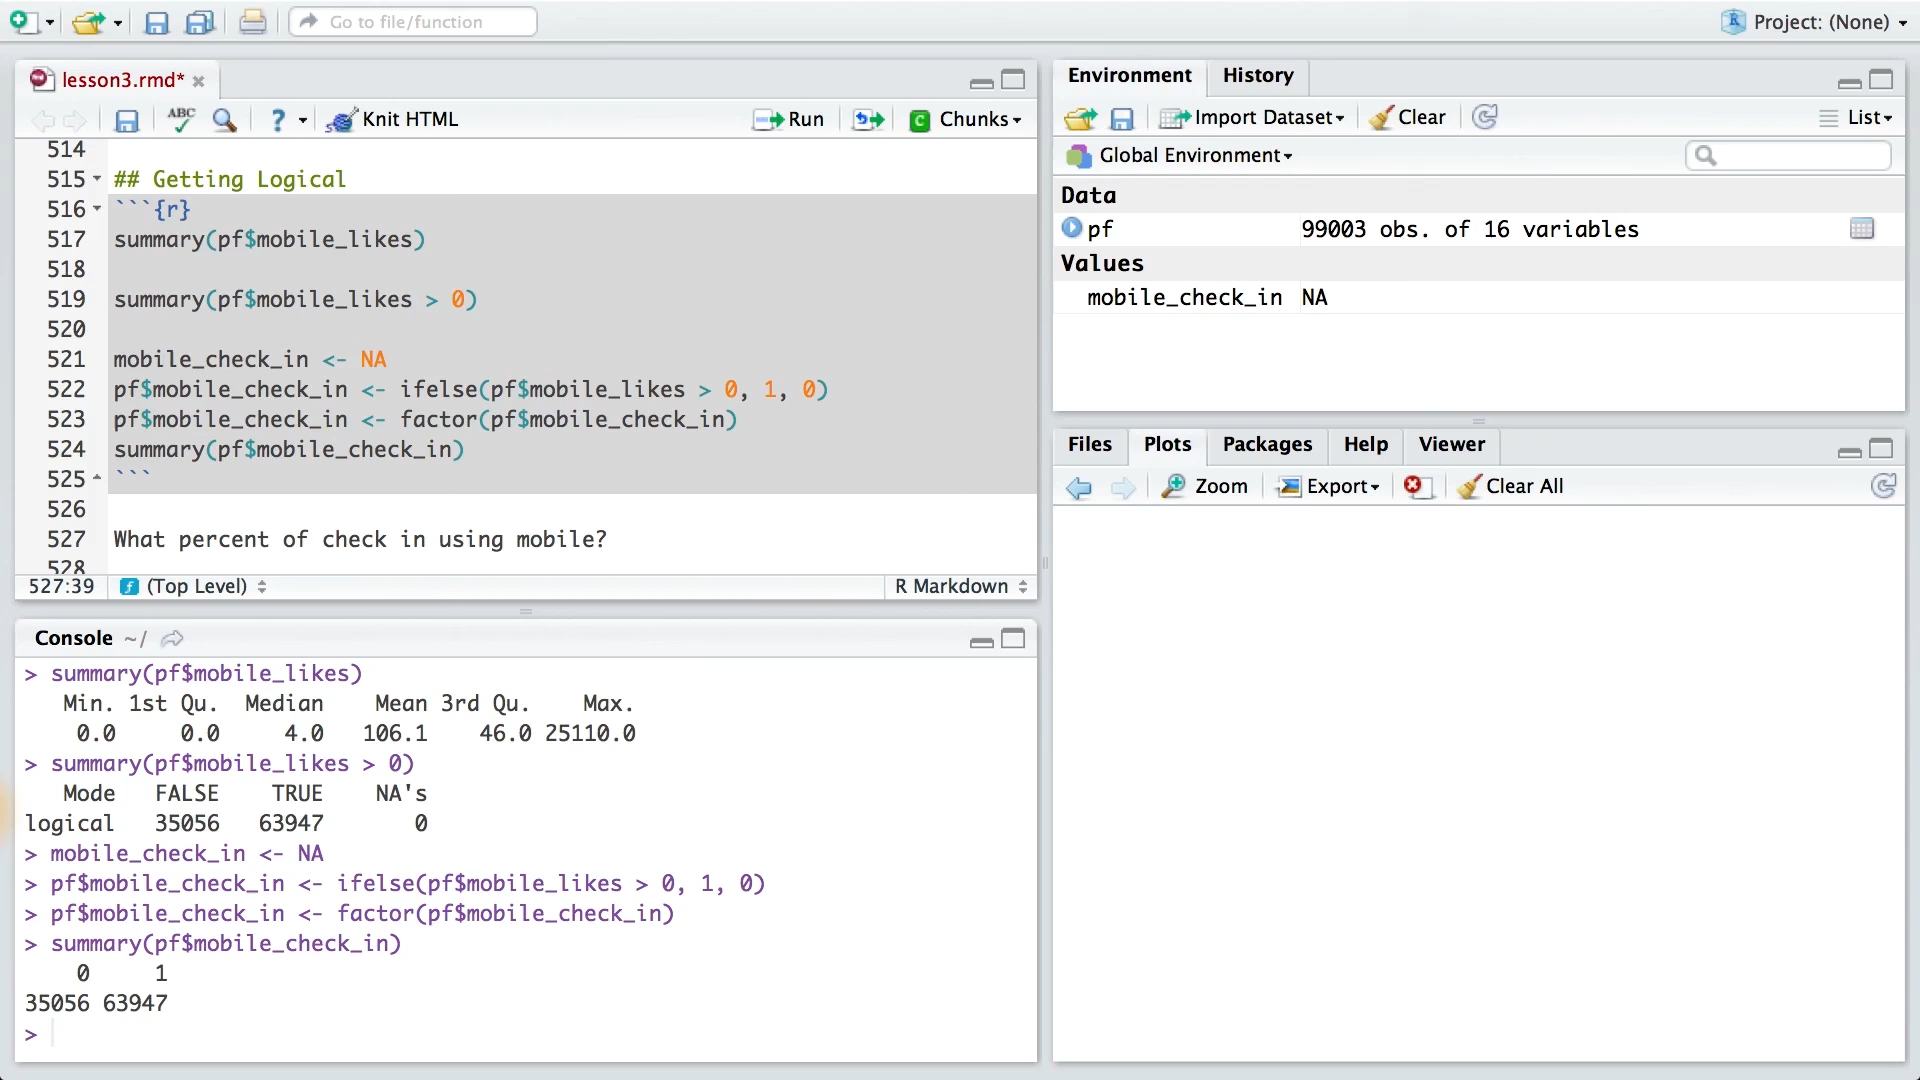 Go to file/function
Project: (None)
lesson3.rmd*
ABC
?
Knit HTML
Run
Chunks
514
515 ## Getting Logical
516 ```{r}
517 summary(pf$mobile_likes)
518
519 summary(pf$mobile_likes > 0)
520
521 mobile_check_in <- NA
522 pf$mobile_check_in <- ifelse(pf$mobile_likes > 0, 1, 0)
523 pf$mobile_check_in <- factor(pf$mobile_check_in)
524 summary(pf$mobile_check_in)
525 ```
526
527 What percent of check in using mobile?
528
527:39 (Top Level) R Markdown
Console ~/
> summary(pf$mobile_likes)
Min. 1st Qu. Median Mean 3rd Qu. Max.
0.0 0.0 4.0 106.1 46.0 25110.0
> summary(pf$mobile_likes > 0)
Mode FALSE TRUE NA's
logical 35056 63947 0
> mobile_check_in <- NA
> pf$mobile_check_in <- ifelse(pf$mobile_likes > 0, 1, 0)
> pf$mobile_check_in <- factor(pf$mobile_check_in)
> summary(pf$mobile_check_in)
0 1
35056 63947
>
Environment History
Import Dataset Clear List
Global Environment
Data
pf 99003 obs. of 16 variables
Values
mobile_check_in NA
Files Plots Packages Help Viewer
Zoom Export Clear All